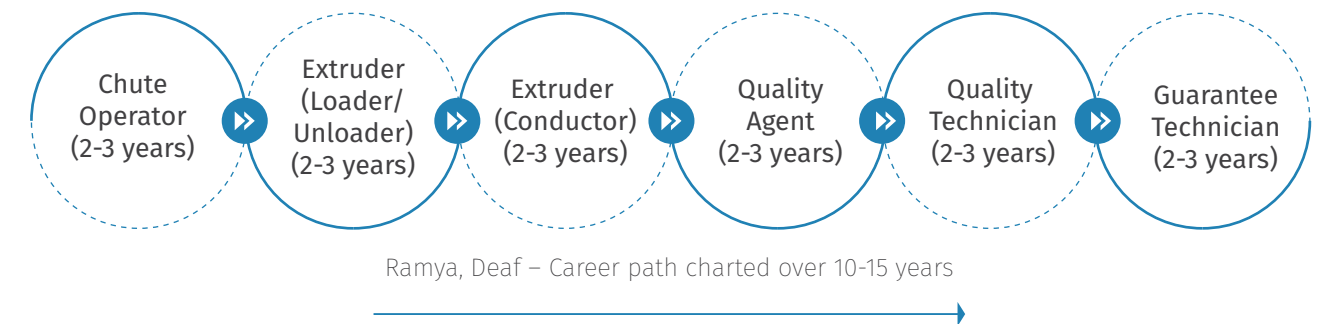 Chute
Operator
(2-3 years)
Extruder
(Loader/
Unloader)
(2-3 years)
Extruder
(Conductor)
(2-3 years)
Quality
Agent
(2-3 years)
Quality
Technician
(2-3 years)
Guarantee
Technician
(2-3 years)
Ramya, Deaf – Career path charted over 10-15 years